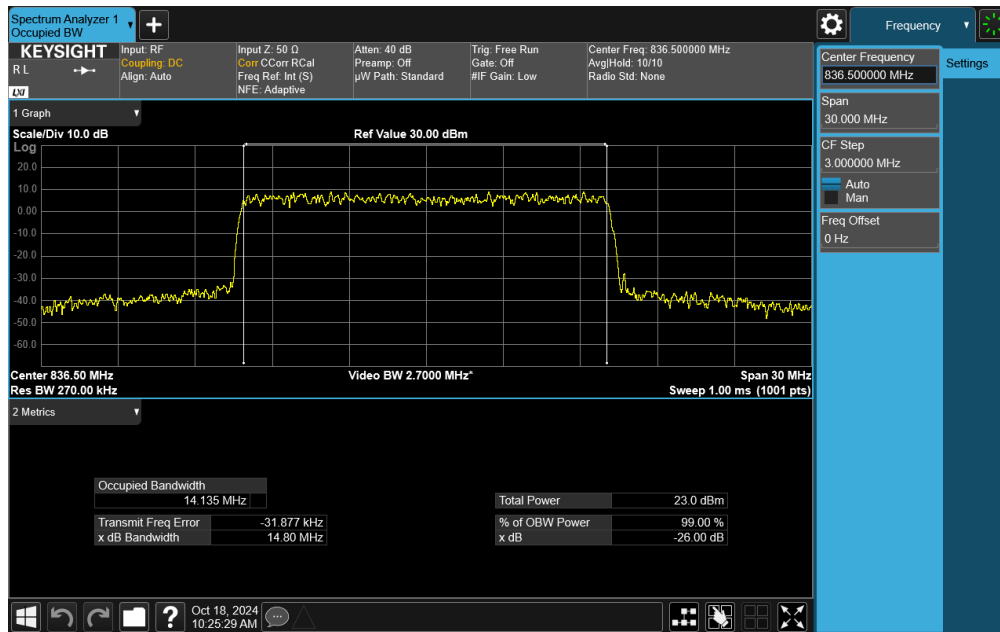 Spectrum Analyzer 1
Occupied BW
Frequency
KEYSIGHT
R L
LXI
Input: RF
Coupling: DC
Align: Auto
Input Z: 50 Ω
Corr CCorr RCal
Freq Ref: Int (S)
NFE: Adaptive
Atten: 40 dB
Preamp: Off
µW Path: Standard
Trig: Free Run
Gate: Off
#IF Gain: Low
Center Freq: 836.500000 MHz
Avg|Hold: 10/10
Radio Std: None
Center Frequency
836.500000 MHz
Settings
Span
30.000 MHz
CF Step
3.000000 MHz
Auto
Man
Freq Offset
0 Hz
1 Graph
Scale/Div 10.0 dB
Ref Value 30.00 dBm
Log
20.0
10.0
0.00
-10.0
-20.0
-30.0
-40.0
-50.0
-60.0
Center 836.50 MHz
Video BW 2.7000 MHz*
Span 30 MHz
Res BW 270.00 kHz
Sweep 1.00 ms (1001 pts)
2 Metrics
Occupied Bandwidth
14.135 MHz
Total Power 23.0 dBm
Transmit Freq Error -31.877 kHz
% of OBW Power 99.00 %
x dB Bandwidth 14.80 MHz
x dB -26.00 dB
?
Oct 18, 2024
10:25:29 AM